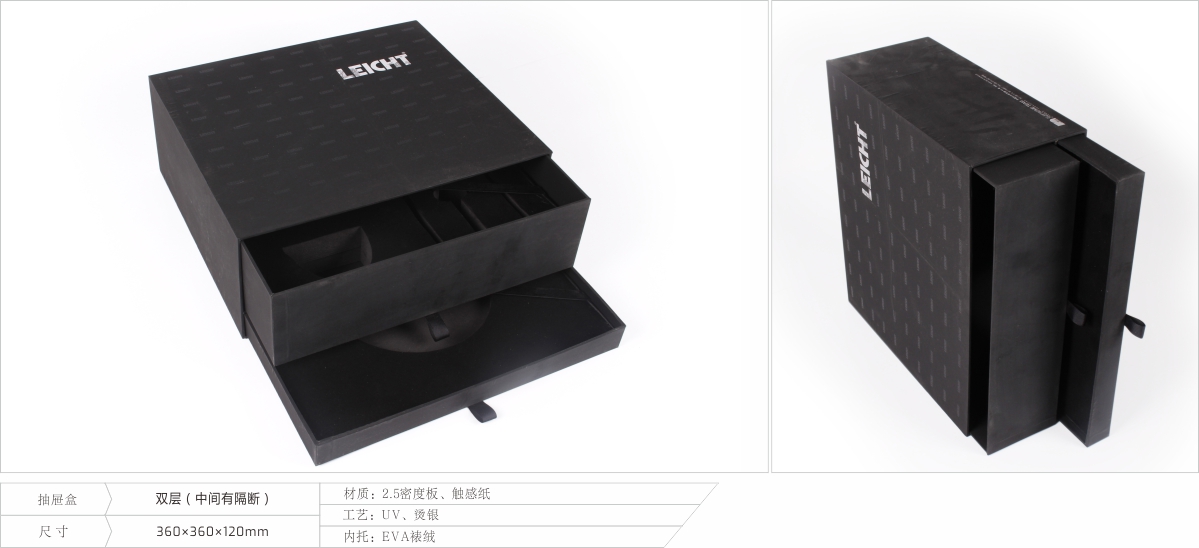 LEICHT
LEICHT
抽屉盒
双层（中间有隔断）
尺寸
360×360×120mm
材质：2.5密度板、触感纸
工艺：UV、烫银
内托：EVA裱绒